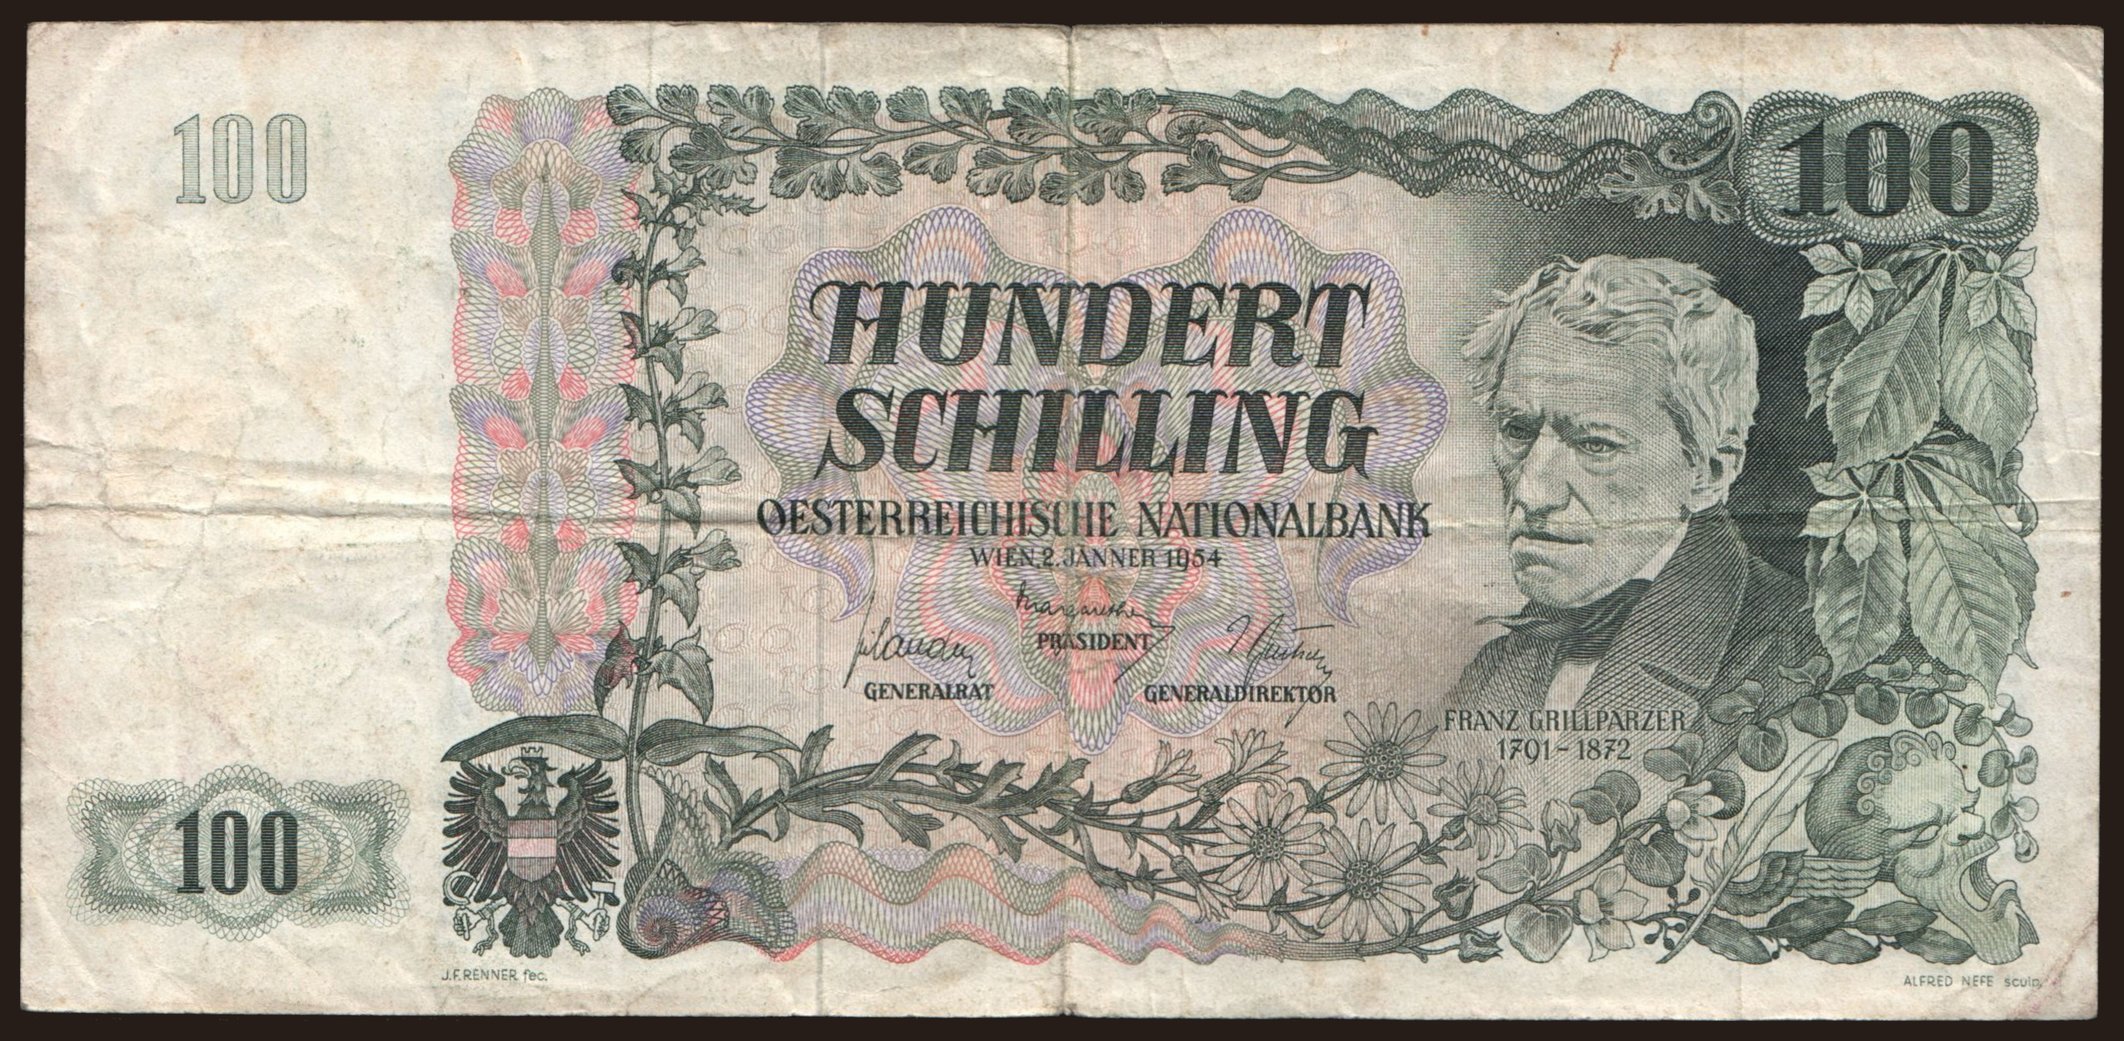 100
100
HUNDERT
SCHILLING
OESTERREICHISCHE NATIONALBANK
WIEN, 2. JÄNNER 1954
PRÄSIDENT
GENERALRAT
GENERALDIREKTOR
FRANZ GRILLPARZER
1791-1872
100
J.F.RENNER fec.
ALFRED NEFE sculp.